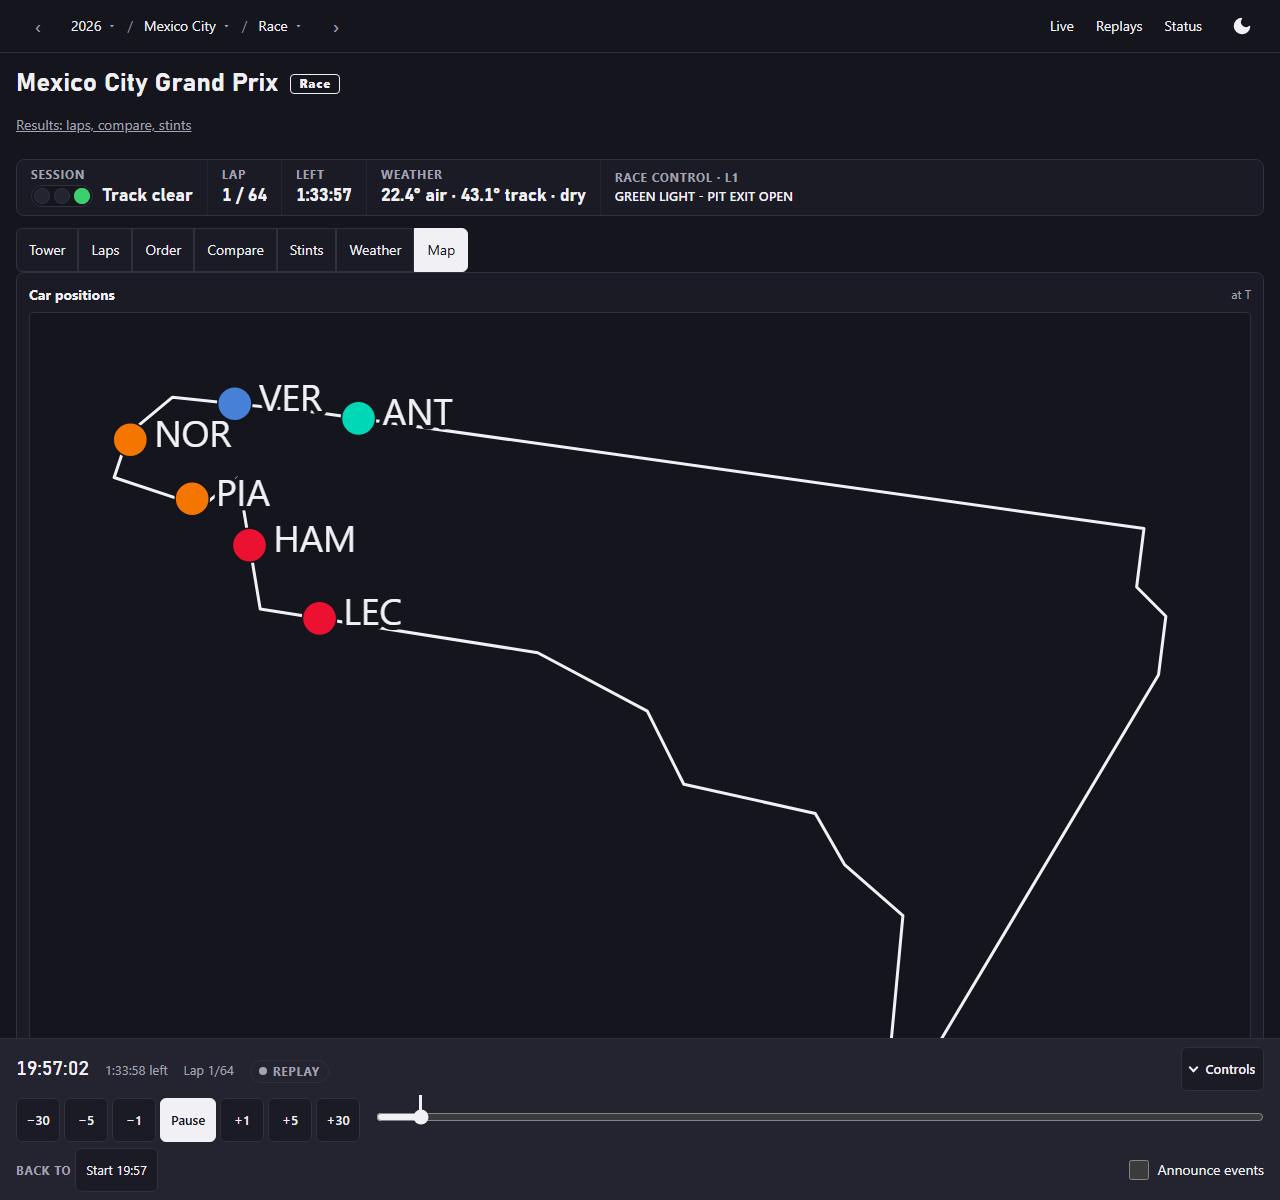 ‹ 2026 / Mexico City / Race ›
Live Replays Status
Mexico City Grand Prix Race
Results: laps, compare, stints
SESSION
Track clear
LAP
1 / 64
LEFT
1:33:57
WEATHER
22.4° air · 43.1° track · dry
RACE CONTROL · L1
GREEN LIGHT - PIT EXIT OPEN
Tower Laps Order Compare Stints Weather Map
Car positions
at T
VER
ANT
NOR
PIA
HAM
LEC
19:57:02 1:33:58 left Lap 1/64 REPLAY
Controls
−30 −5 −1 Pause +1 +5 +30
BACK TO Start 19:57
Announce events